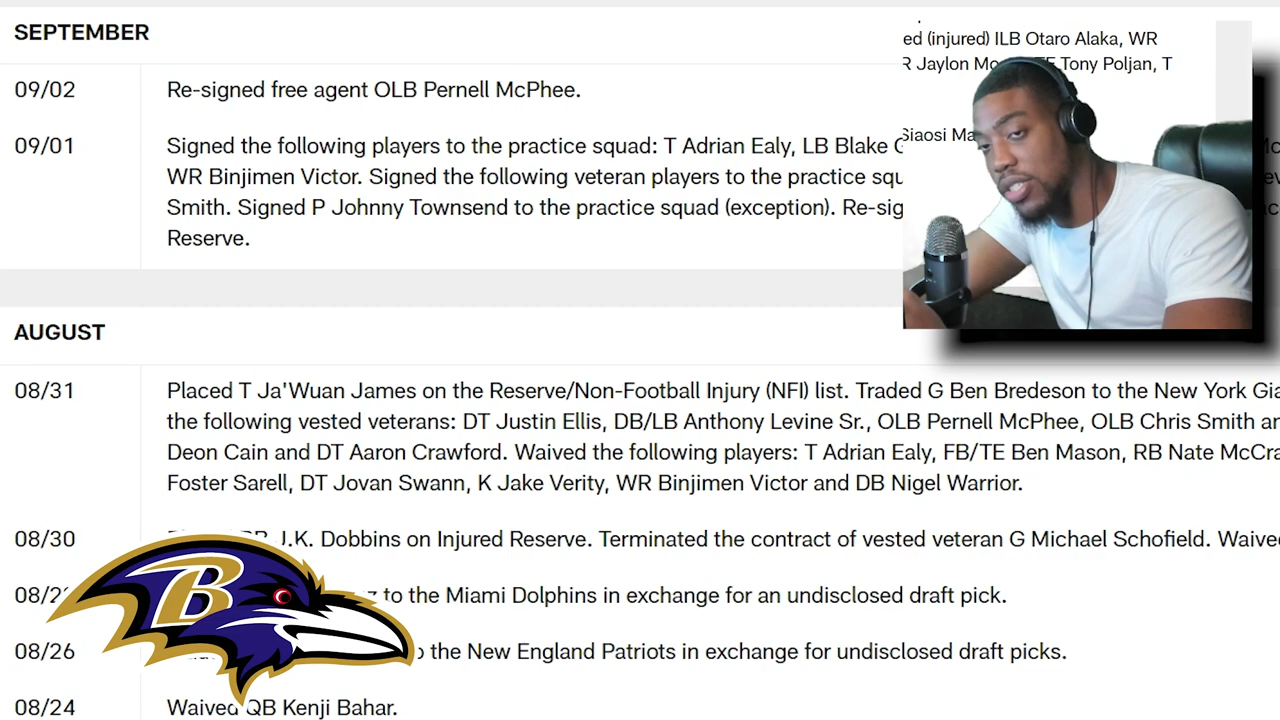 SEPTEMBER
09/02 Re-signed free agent OLB Pernell McPhee.
09/01 Signed the following players to the practice squad: T Adrian Ealy, LB Blake
WR Binjimen Victor. Signed the following veteran players to the practice
Smith. Signed P Johnny Townsend to the practice squad (exception).
Reserve.
(injured) ILB Otaro Alaka, WR
Jaylon TE Tony Poljan, T
Siaosi
AUGUST
08/31 Placed T Ja'Wuan James on the Reserve/Non-Football Injury (NFI) list. Traded G Ben Bredeson to the New York
the following vested veterans: DT Justin Ellis, DB/LB Anthony Levine Sr., OLB Pernell McPhee, OLB Chris Smith
Deon Cain and DT Aaron Crawford. Waived the following players: T Adrian Ealy, FB/TE Ben Mason, RB Nate
Foster Sarell, DT Jovan Swann, K Jake Verity, WR Binjimen Victor and DB Nigel Warrior.
08/30 J.K. Dobbins on Injured Reserve. Terminated the contract of vested veteran G Michael Schofield.
to the Miami Dolphins in exchange for an undisclosed draft pick.
08/26 the New England Patriots in exchange for undisclosed draft picks.
08/24 Waived QB Kenji Bahar.
B